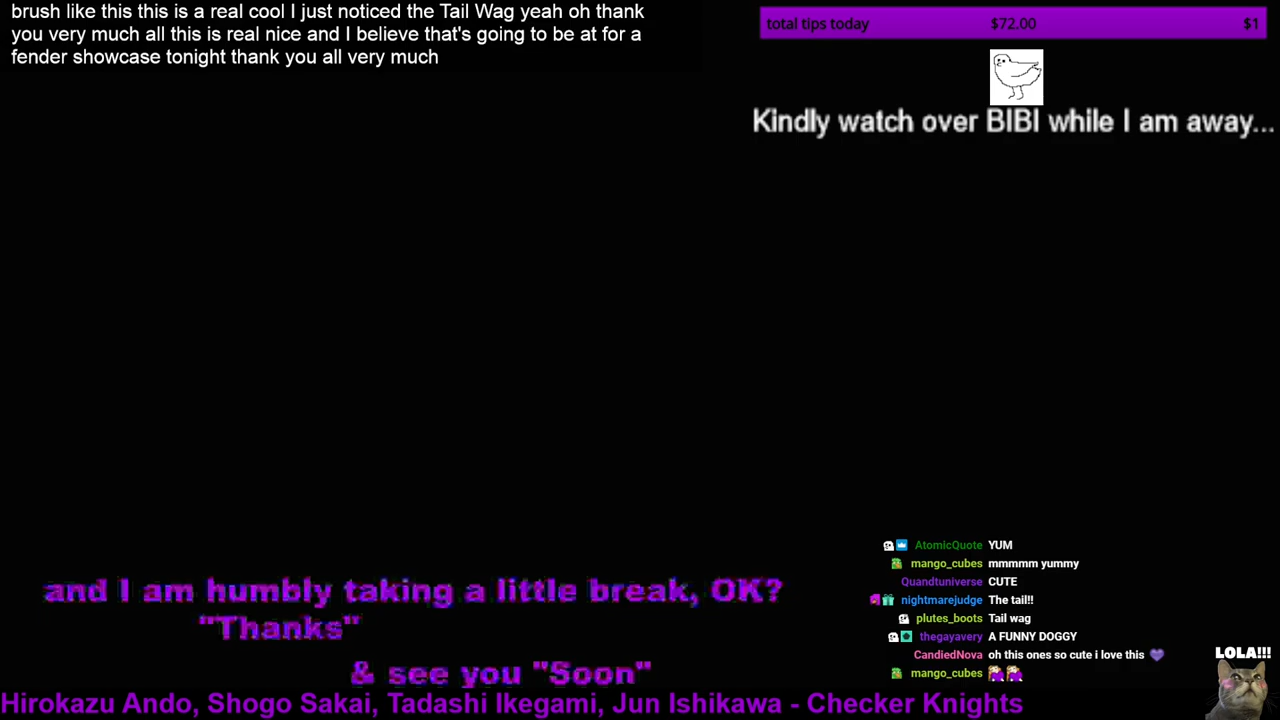 brush like this this is a real cool I just noticed the Tail Wag yeah oh thank
you very much all this is real nice and I believe that's going to be at for a
fender showcase tonight thank you all very much
total tips today $72.00 $1
Kindly watch over BIBI while I am away...
AtomicQuote YUM
mango_cubes mmmmm yummy
Quandtuniverse CUTE
nightmarejudge The tail!!
plutes_boots Tail wag
thegayavery A FUNNY DOGGY
CandiedNova oh this ones so cute i love this
mango_cubes
and I am humbly taking a little break, OK?
"Thanks"
& see you "Soon"
LOLA!!!
Hirokazu Ando, Shogo Sakai, Tadashi Ikegami, Jun Ishikawa - Checker Knights